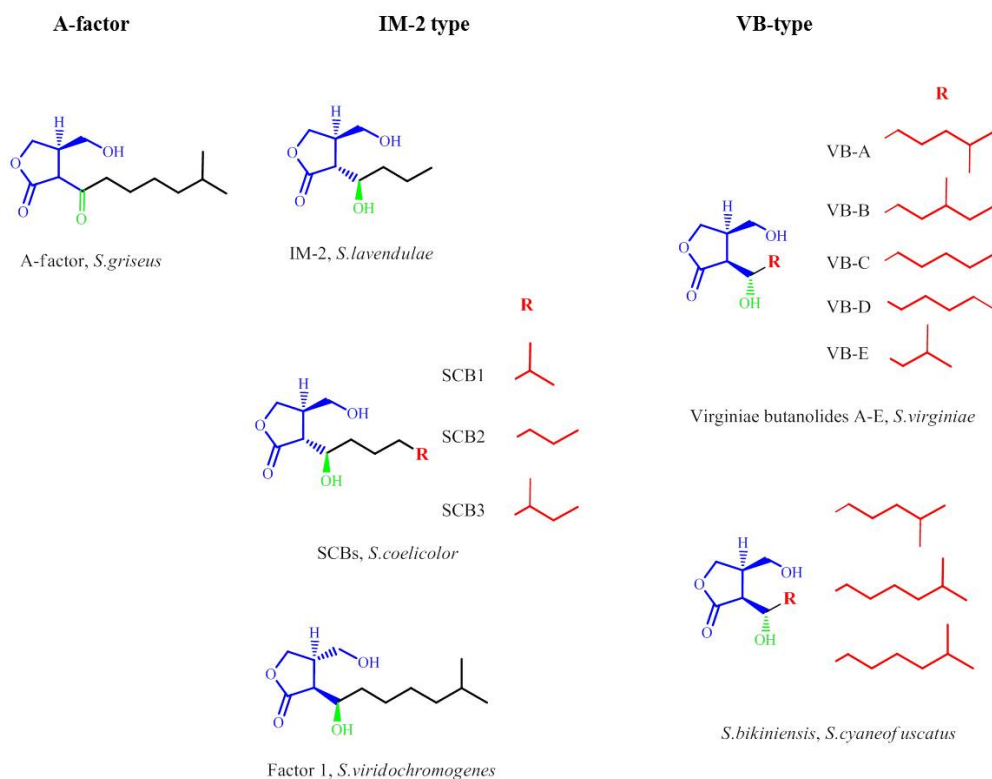 A-factor
IM-2 type
VB-type
H
OH
O
O
O
A-factor, S.griseus
H
OH
O
O
OH
IM-2, S.lavendulae
R
H
OH
O
O
R
OH
SCB1
SCB2
SCB3
SCBs, S.coelicolor
H
OH
O
O
OH
Factor 1, S.viridochromogenes
R
VB-A
VB-B
VB-C
VB-D
VB-E
H
OH
O
R
O
OH
Virginiae butanolides A-E, S.virginiae
H
OH
O
R
O
OH
S.bikiniensis, S.cyaneof uscatus